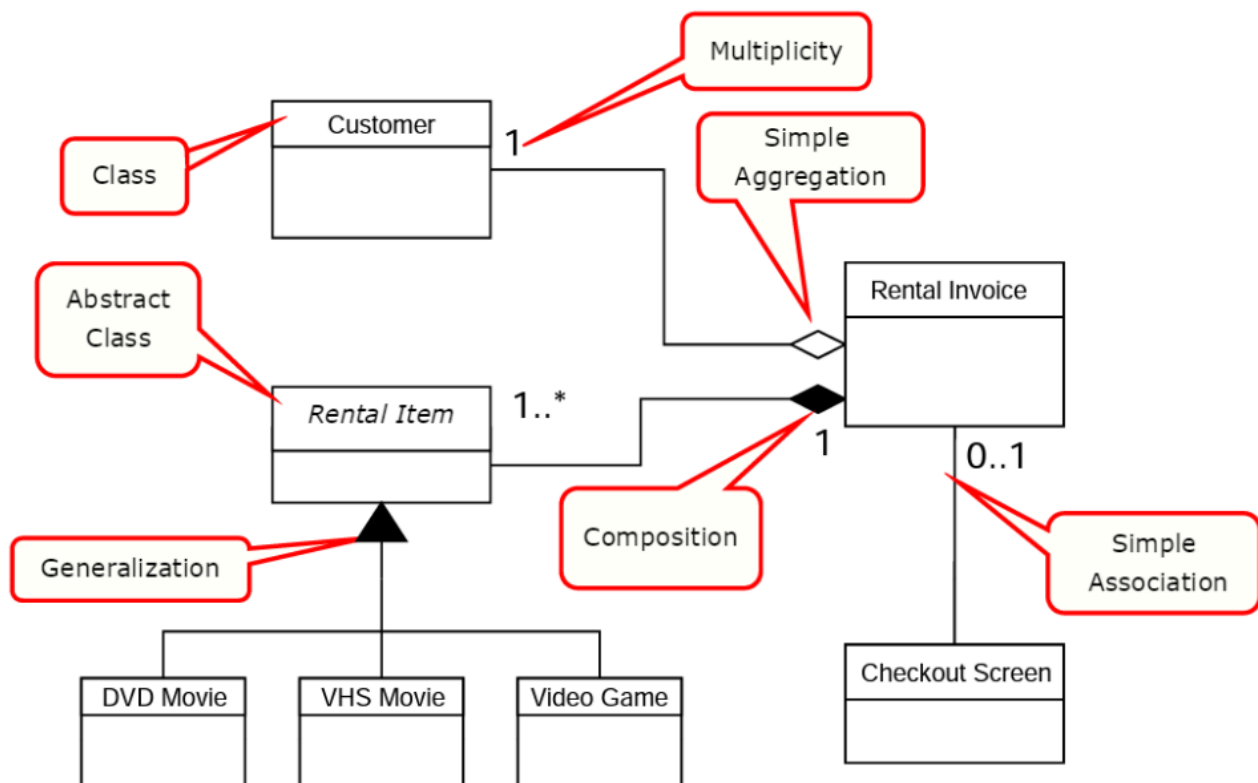 Multiplicity
Customer
1
Class
Simple
Aggregation
Abstract
Class
Rental Invoice
Rental Item
1..*
1
0..1
Composition
Generalization
Simple
Association
Checkout Screen
DVD Movie
VHS Movie
Video Game